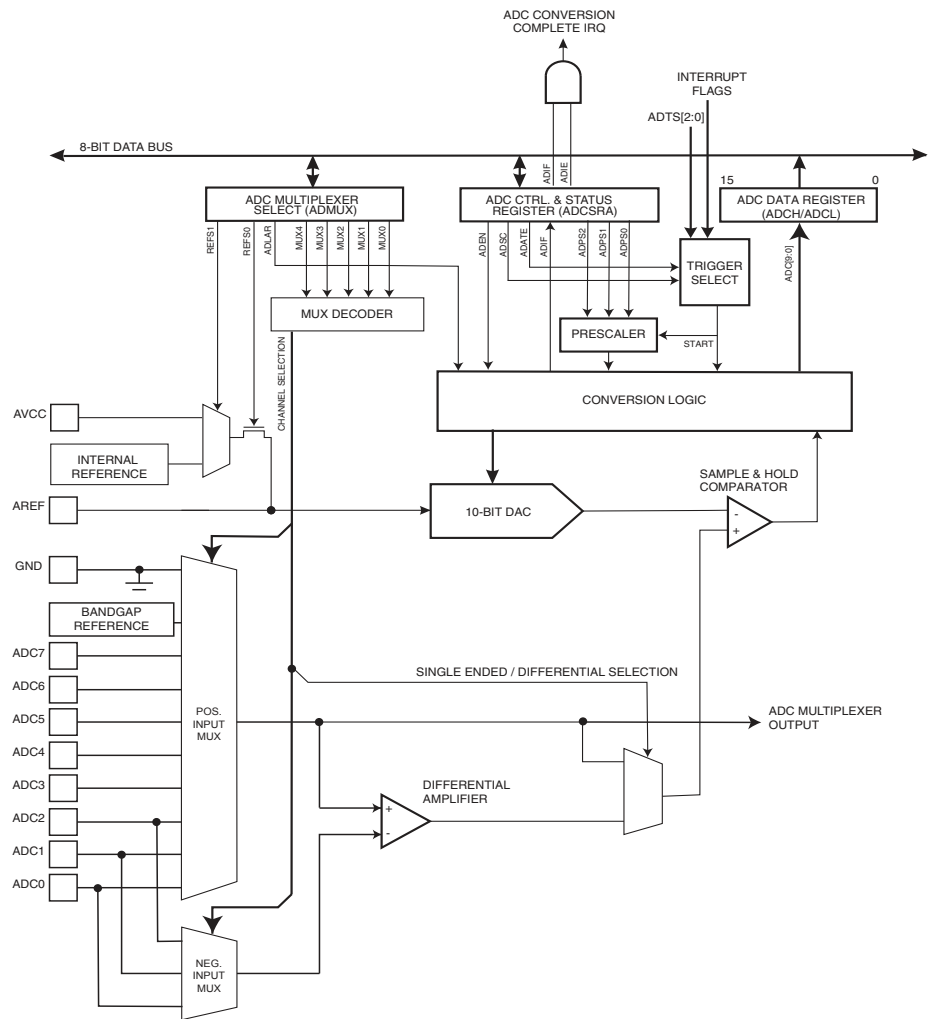 ADC CONVERSION
COMPLETE IRQ
INTERRUPT
FLAGS
ADTS[2:0]
8-BIT DATA BUS
ADIF
ADIE
15
0
ADC MULTIPLEXER
SELECT (ADMUX)
ADC CTRL. & STATUS
REGISTER (ADCSRA)
ADC DATA REGISTER
(ADCH/ADCL)
REFS1
REFS0
ADLAR
MUX4
MUX3
MUX2
MUX1
MUX0
ADEN
ADSC
ADATE
ADIF
ADPS2
ADPS1
ADPS0
ADC[9:0]
TRIGGER
SELECT
MUX DECODER
PRESCALER
START
CHANNEL SELECTION
CONVERSION LOGIC
AVCC
INTERNAL
REFERENCE
SAMPLE & HOLD
COMPARATOR
AREF
10-BIT DAC
-
+
GND
BANDGAP
REFERENCE
ADC7
SINGLE ENDED / DIFFERENTIAL SELECTION
ADC6
ADC5
POS.
INPUT
MUX
ADC MULTIPLEXER
OUTPUT
ADC4
ADC3
DIFFERENTIAL
AMPLIFIER
ADC2
+
-
ADC1
ADC0
NEG.
INPUT
MUX